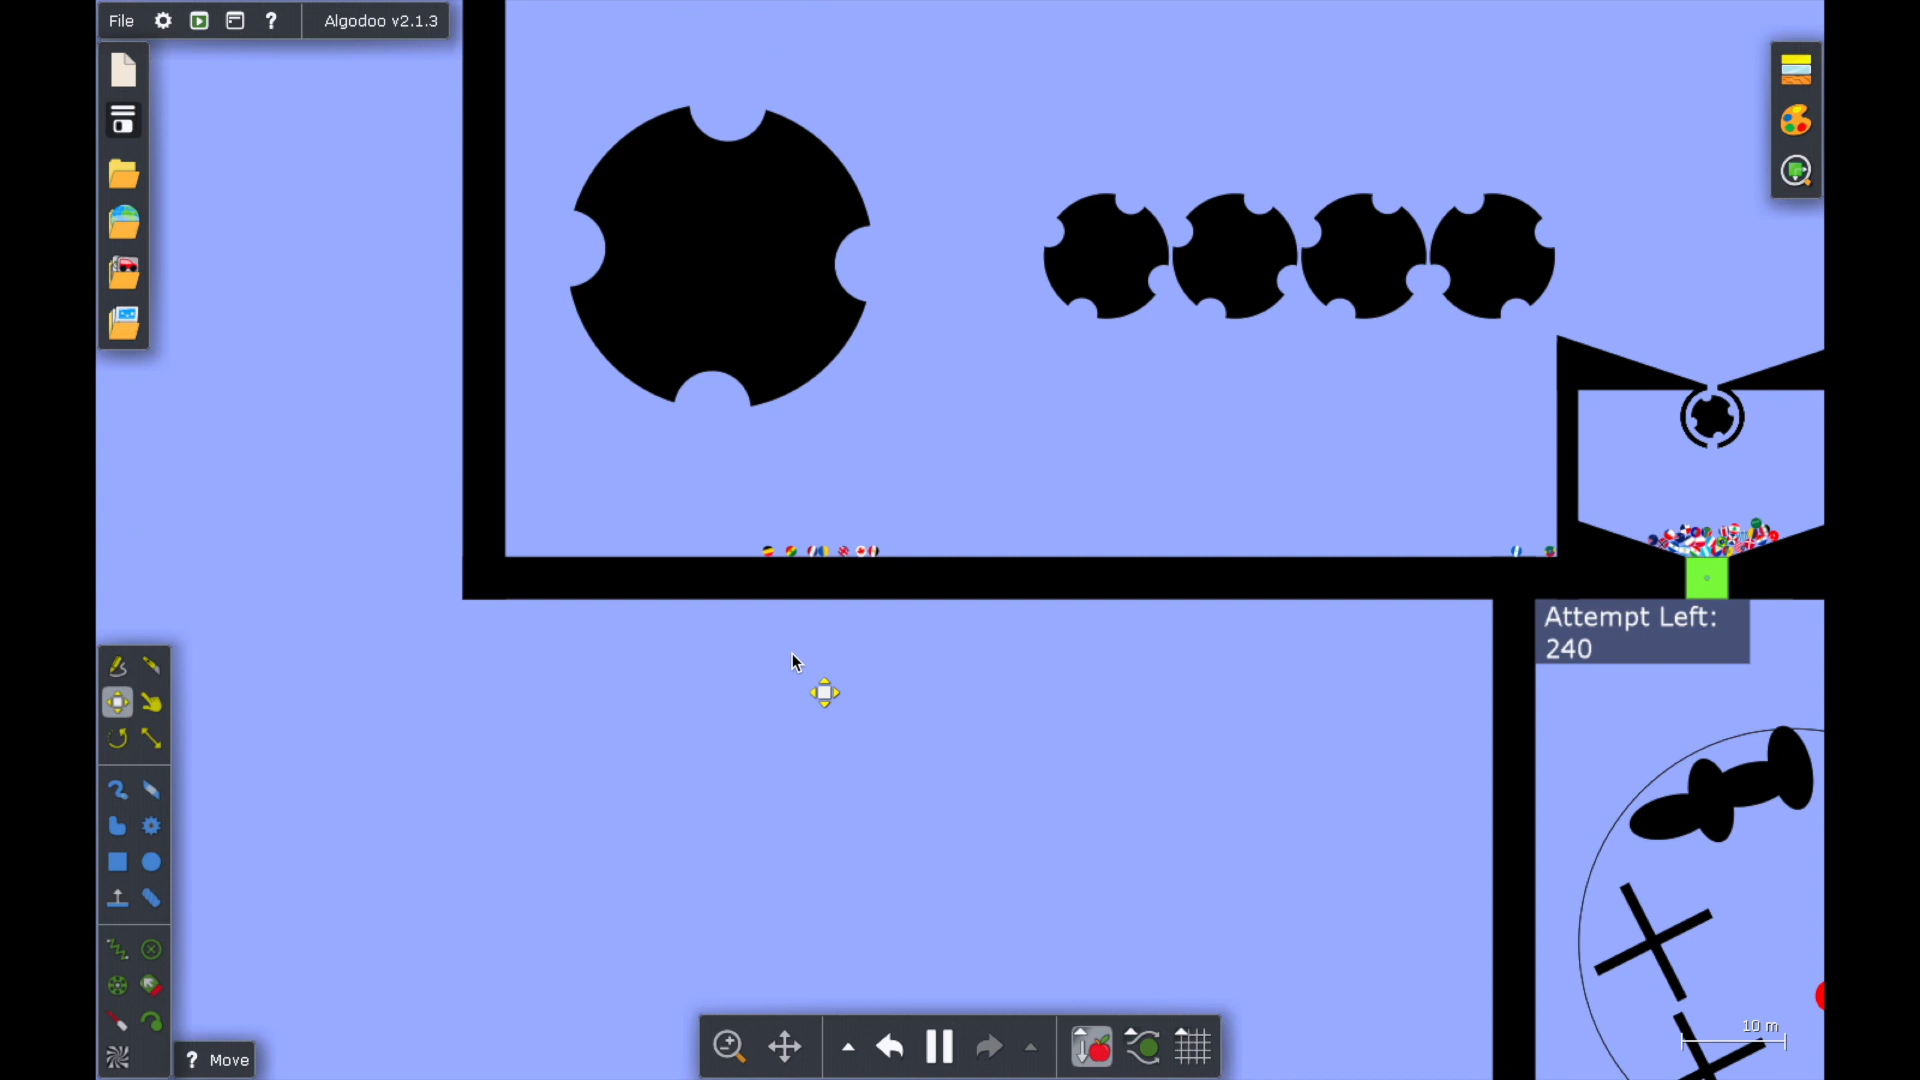 File
?
Algodoo v2.1.3
Attempt Left:
240
10 m
? Move